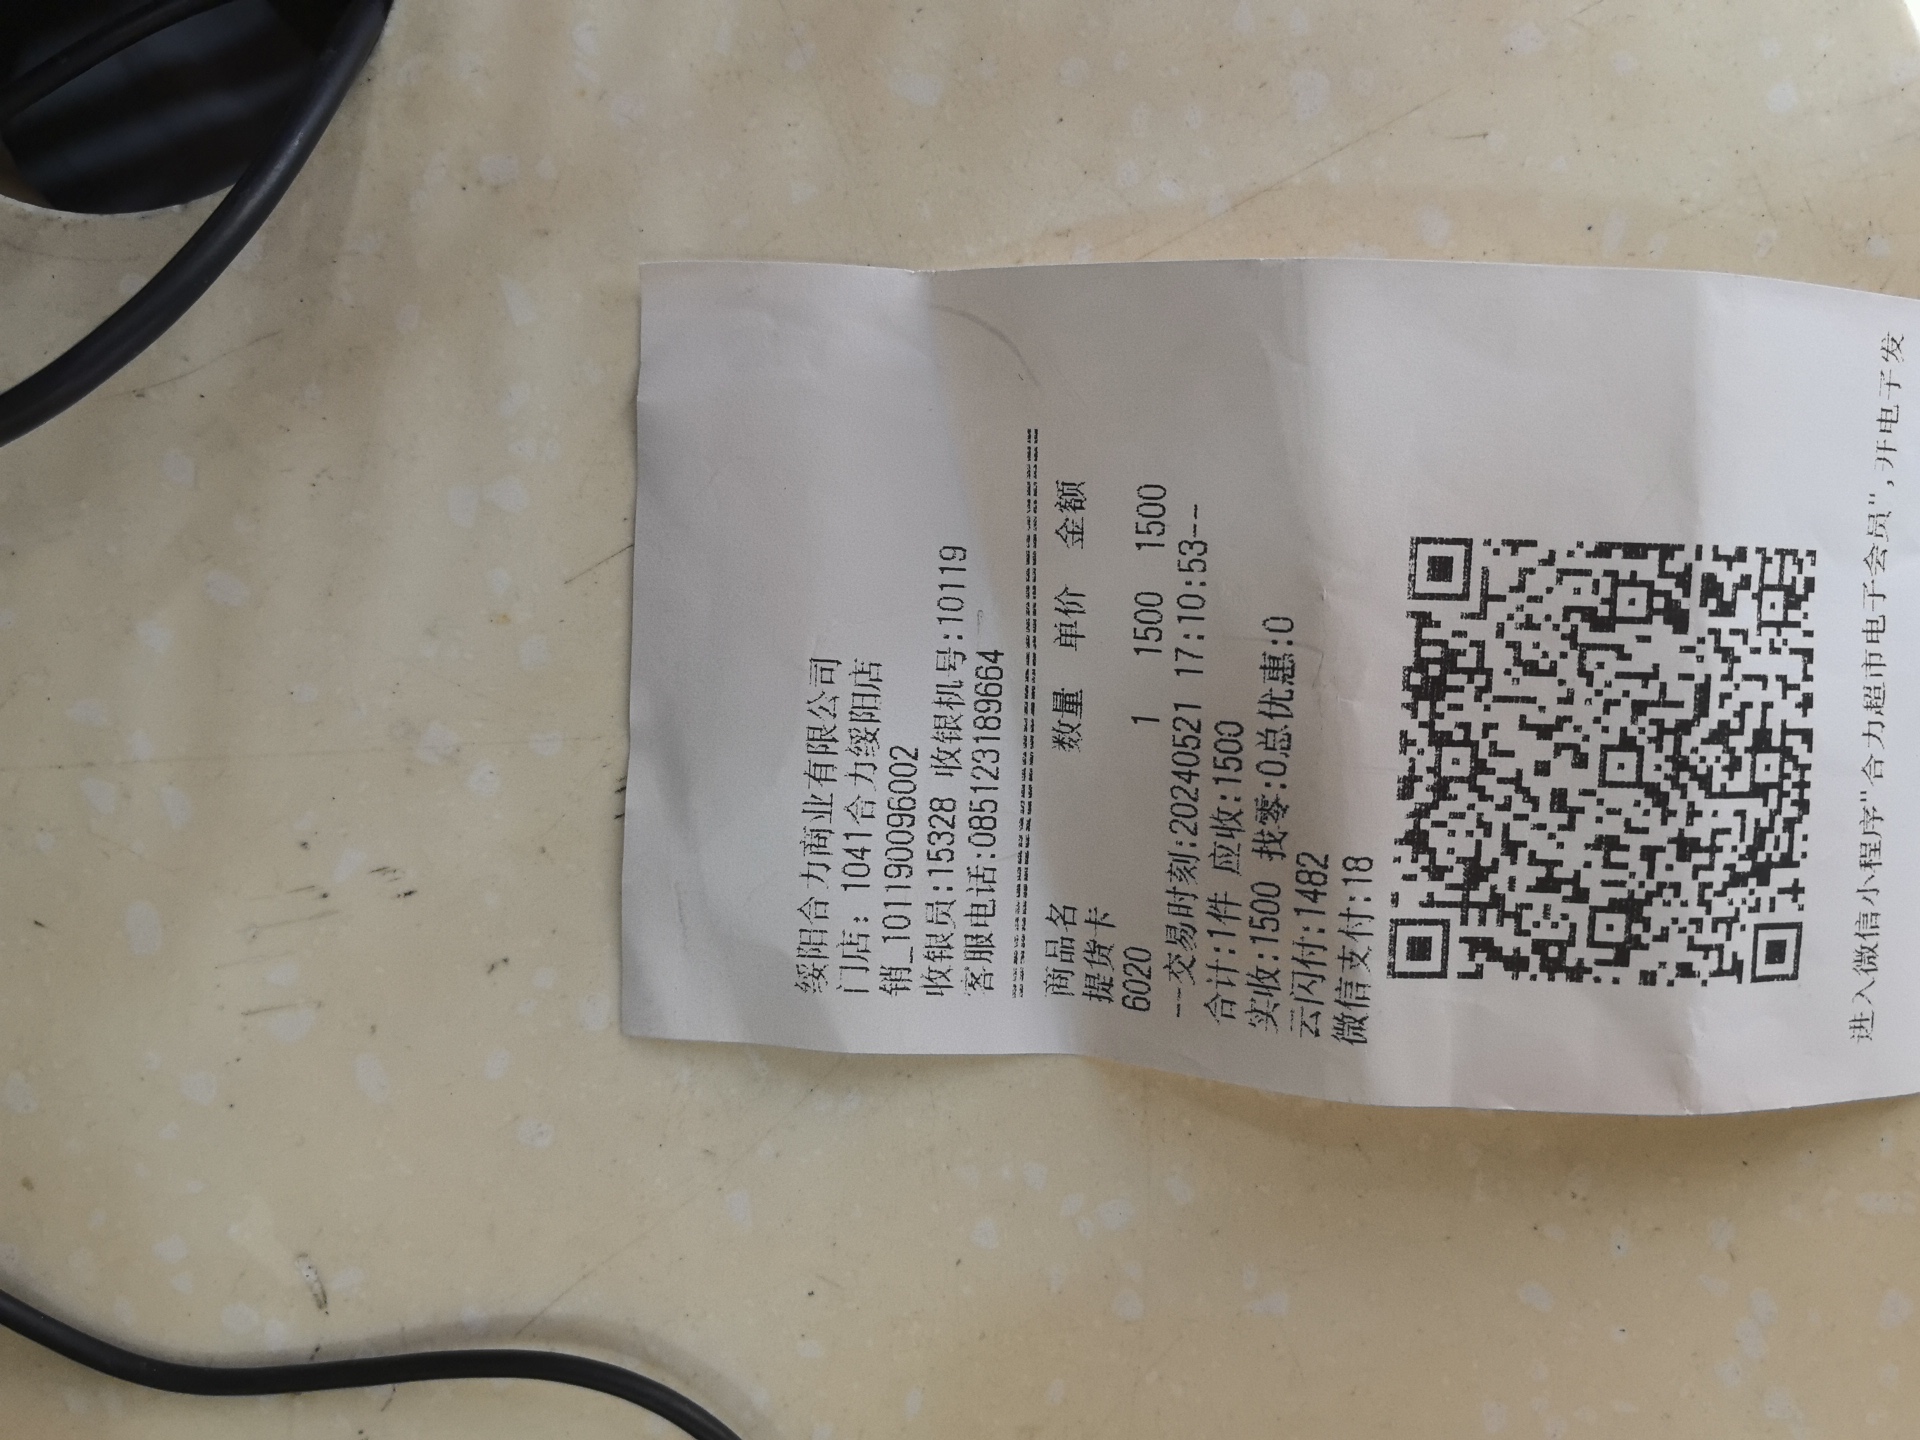 绥阳合力商业有限公司
门店: 1041合力绥阳店
销_101190096002
收银员:15328 收银机号:10119
客服电话:085123189664
商品名 数量 单价 金额
提货卡
6020 1 1500 1500
--交易时刻:20240521 17:10:53--
合计:1件 应收:1500
实收:1500 找零:0总优惠:0
云闪付:1482
微信支付:18
进入微信小程序"合力超市电子会员",开电子发